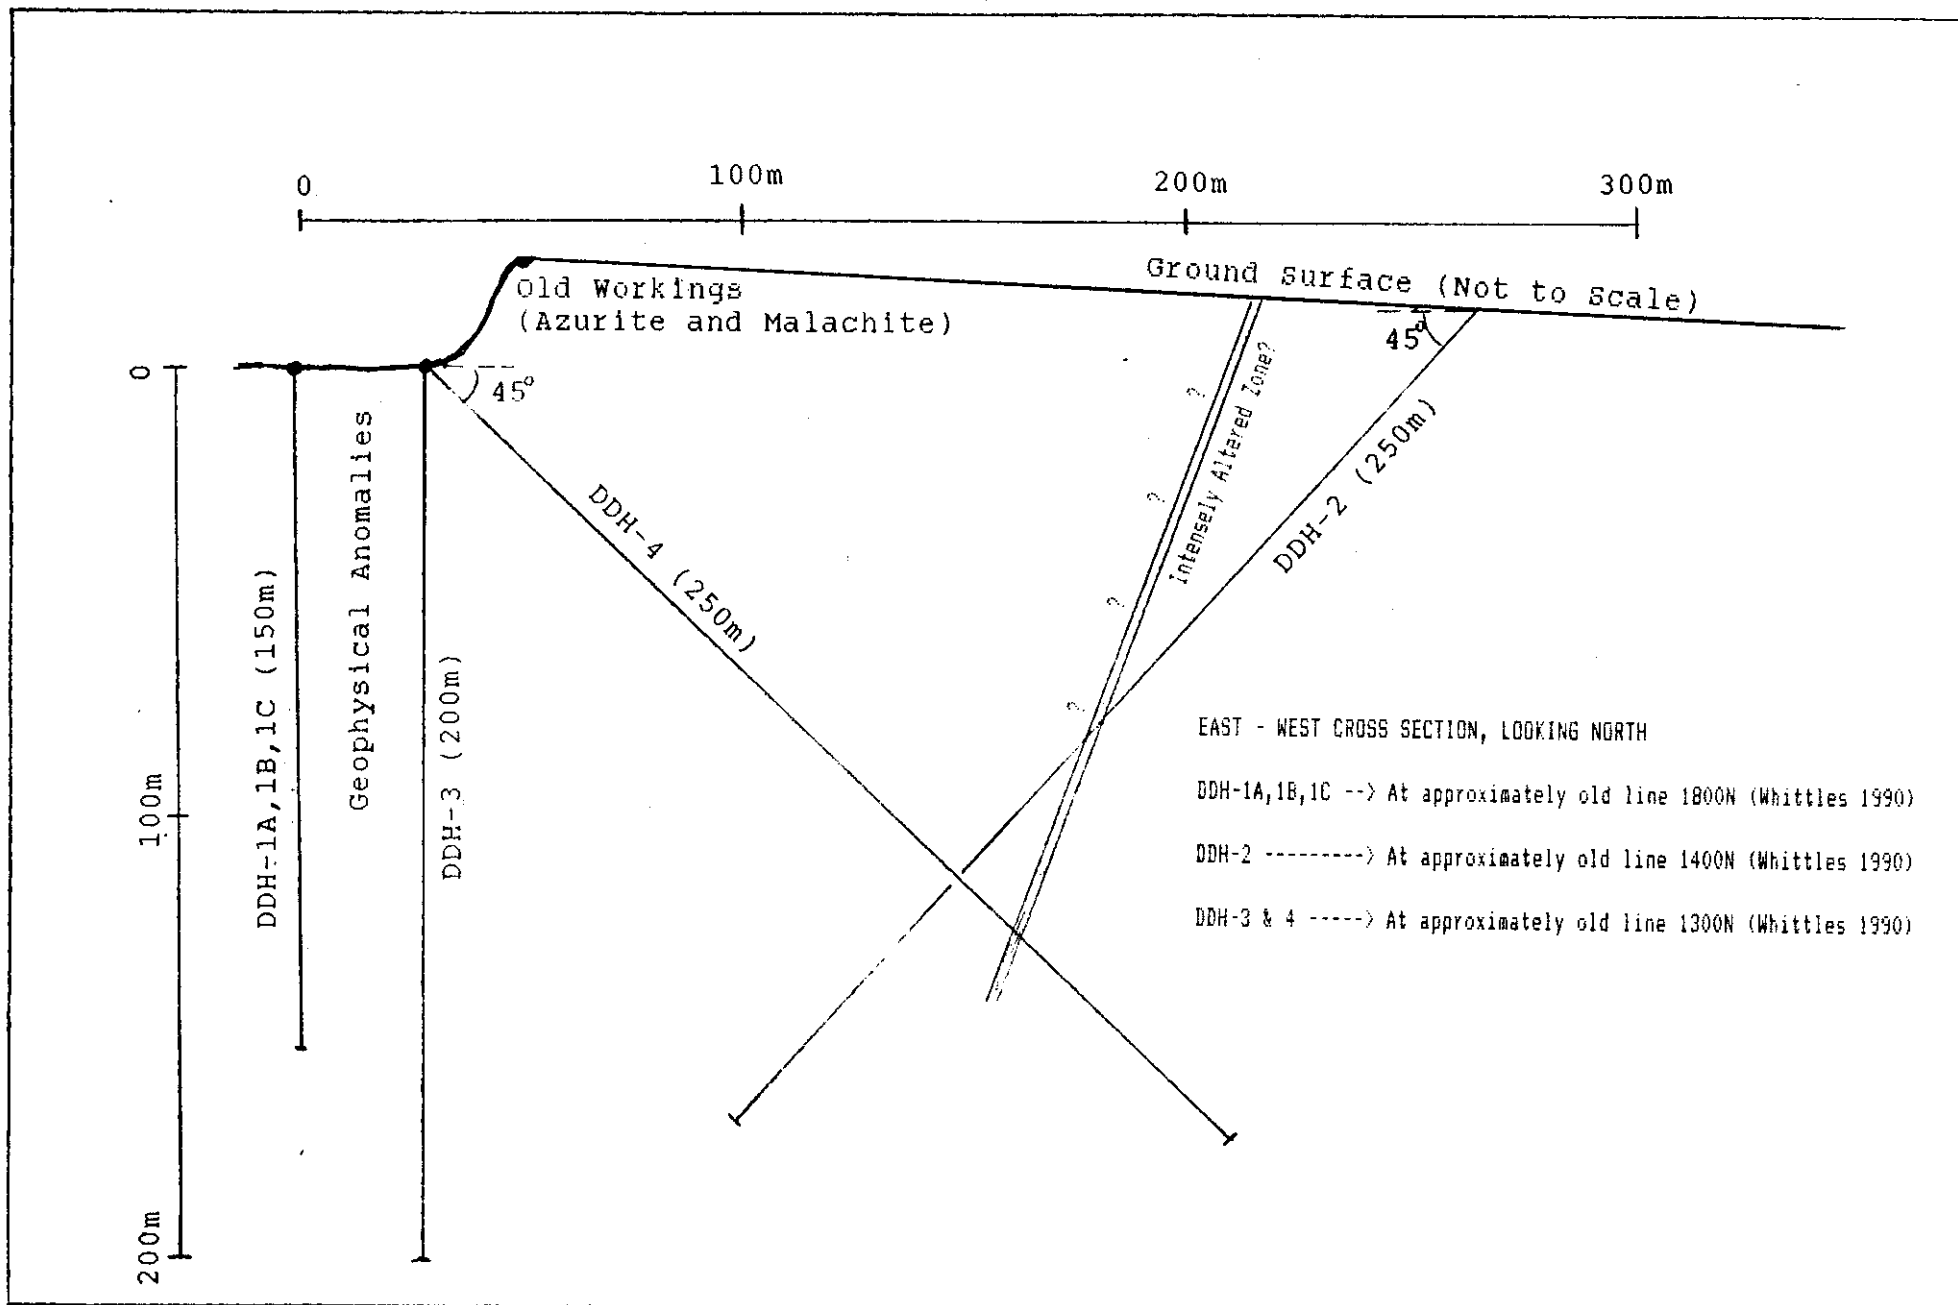 0
100m
200m
300m
Ground Surface (Not to Scale)
Old Workings
(Azurite and Malachite)
45°
45°
0
100m
200m
DDH-1A,1B,1C (150m)
Geophysical Anomalies
DDH-3 (200m)
DDH-4 (250m)
?
?
?
?
Intensely Altered Zone?
DDH-2 (250m)
EAST - WEST CROSS SECTION, LOOKING NORTH
DDH-1A,1B,1C --> At approximately old line 1800N (Whittles 1990)
DDH-2 ---------> At approximately old line 1400N (Whittles 1990)
DDH-3 & 4 -----> At approximately old line 1300N (Whittles 1990)